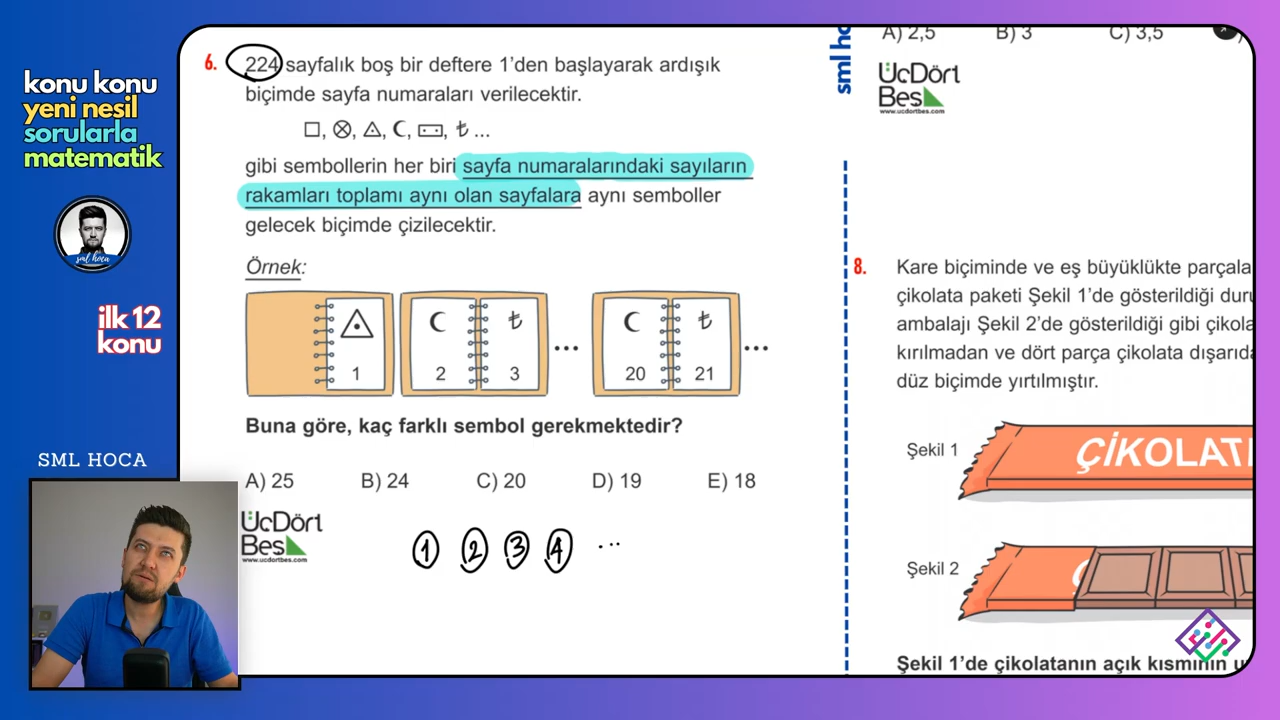 konu konu
yeni nesil
sorularla
matematik
sml hoca
ilk 12
konu
SML HOCA
6. 224 sayfalık boş bir deftere 1’den başlayarak ardışık
biçimde sayfa numaraları verilecektir.
□, ⊗, ◬, ☾, ⚋, ₺ ...
gibi sembollerin her biri sayfa numaralarındaki sayıların
rakamları toplamı aynı olan sayfalara aynı semboller
gelecek biçimde çizilecektir.
Örnek:
₺ ... ₺ ...
1 2 3 20 21
Buna göre, kaç farklı sembol gerekmektedir?
A) 25 B) 24 C) 20 D) 19 E) 18
ÜçDört
Beş
www.ucdortbes.com
1 2 3 4 ...
sml ho
A) 2,5 B) 3 C) 3,5
ÜçDört
Beş
www.ucdortbes.com
8. Kare biçiminde ve eş büyüklükte parçala
çikolata paketi Şekil 1’de gösterildiği duru
ambalajı Şekil 2’de gösterildiği gibi çikola
kırılmadan ve dört parça çikolata dışarıda
düz biçimde yırtılmıştır.
Şekil 1
ÇİKOLAT
Şekil 2
Şekil 1’de çikolatanın açık kısmının u